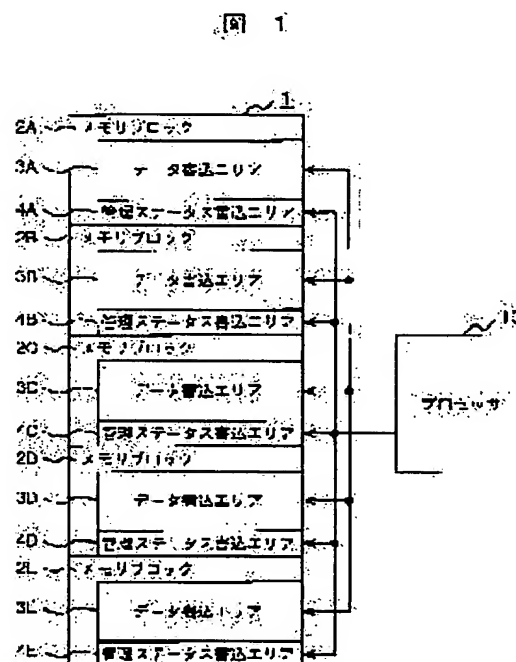 図 1
1
2A メモリブロック
3A データ書込エリア
4A 管理ステータス書込エリア
2B メモリブロック
3B データ書込エリア
4B 管理ステータス書込エリア
2C メモリブロック
3C データ書込エリア
4C 管理ステータス書込エリア
プロセッサ
2D メモリブロック
3D データ書込エリア
4D 管理ステータス書込エリア
2E メモリブロック
3E データ書込エリア
4E 管理ステータス書込エリア